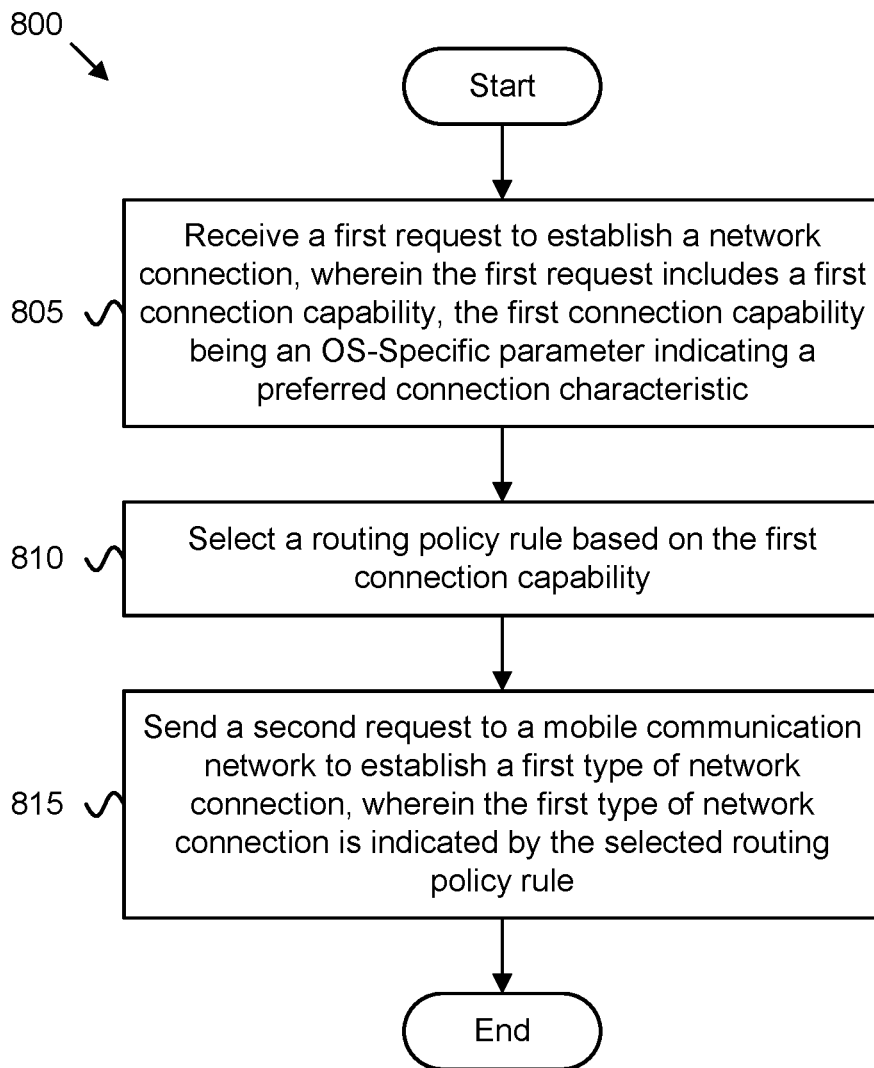 800
Start
805
Receive a first request to establish a network
connection, wherein the first request includes a first
connection capability, the first connection capability
being an OS-Specific parameter indicating a
preferred connection characteristic
810
Select a routing policy rule based on the first
connection capability
815
Send a second request to a mobile communication
network to establish a first type of network
connection, wherein the first type of network
connection is indicated by the selected routing
policy rule
End